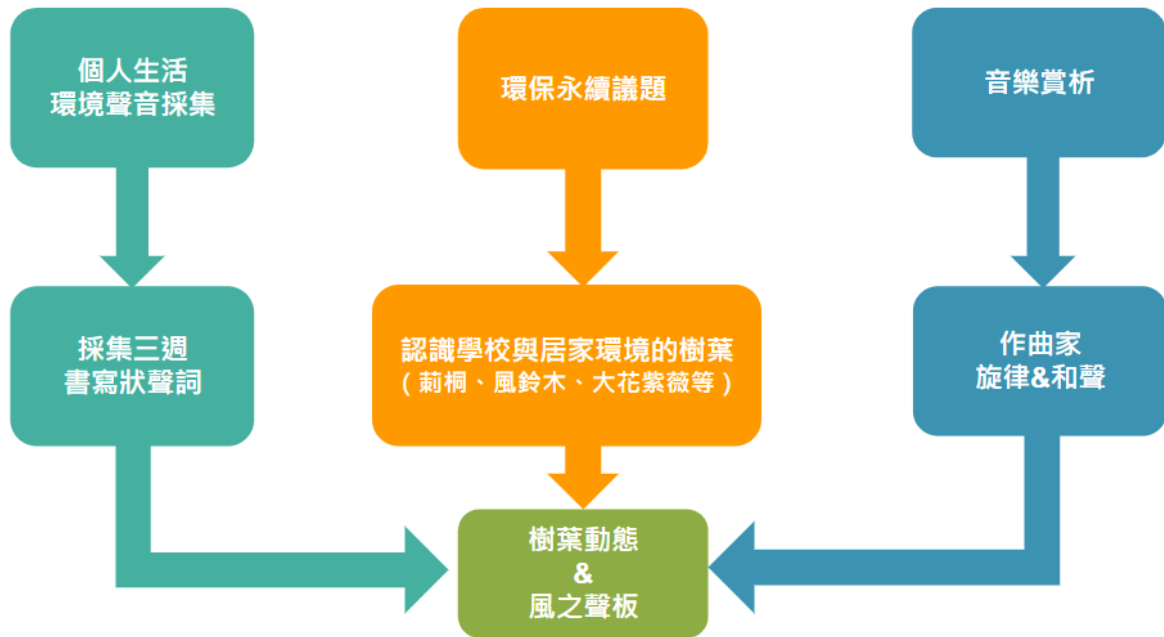 個人生活
環境聲音採集
環保永續議題
音樂賞析
採集三週
書寫狀聲詞
認識學校與居家環境的樹葉
(莿桐、風鈴木、大花紫薇等)
作曲家
旋律&和聲
樹葉動態
&
風之聲板